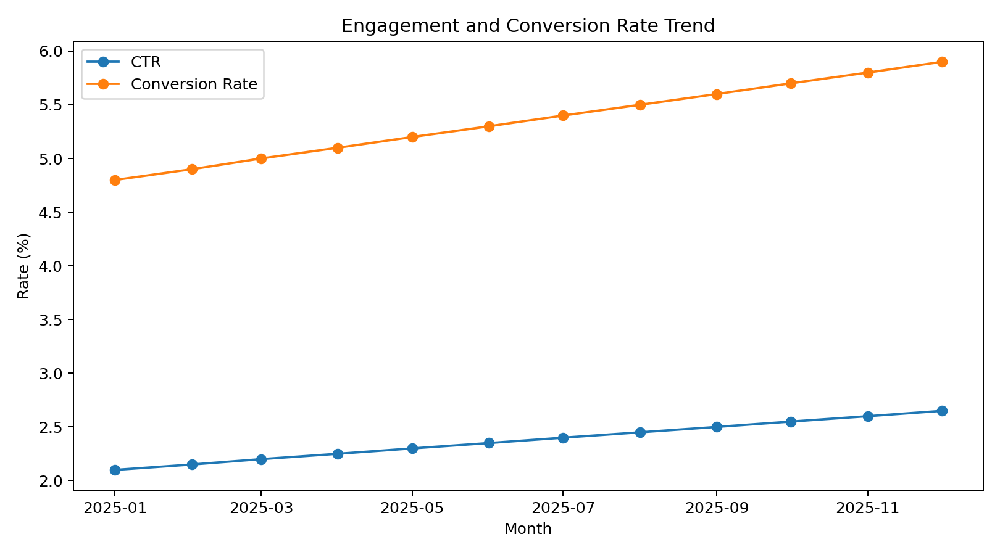 Engagement and Conversion Rate Trend
CTR
Conversion Rate
Rate (%)
6.0
5.5
5.0
4.5
4.0
3.5
3.0
2.5
2.0
2025-01 2025-03 2025-05 2025-07 2025-09 2025-11
Month